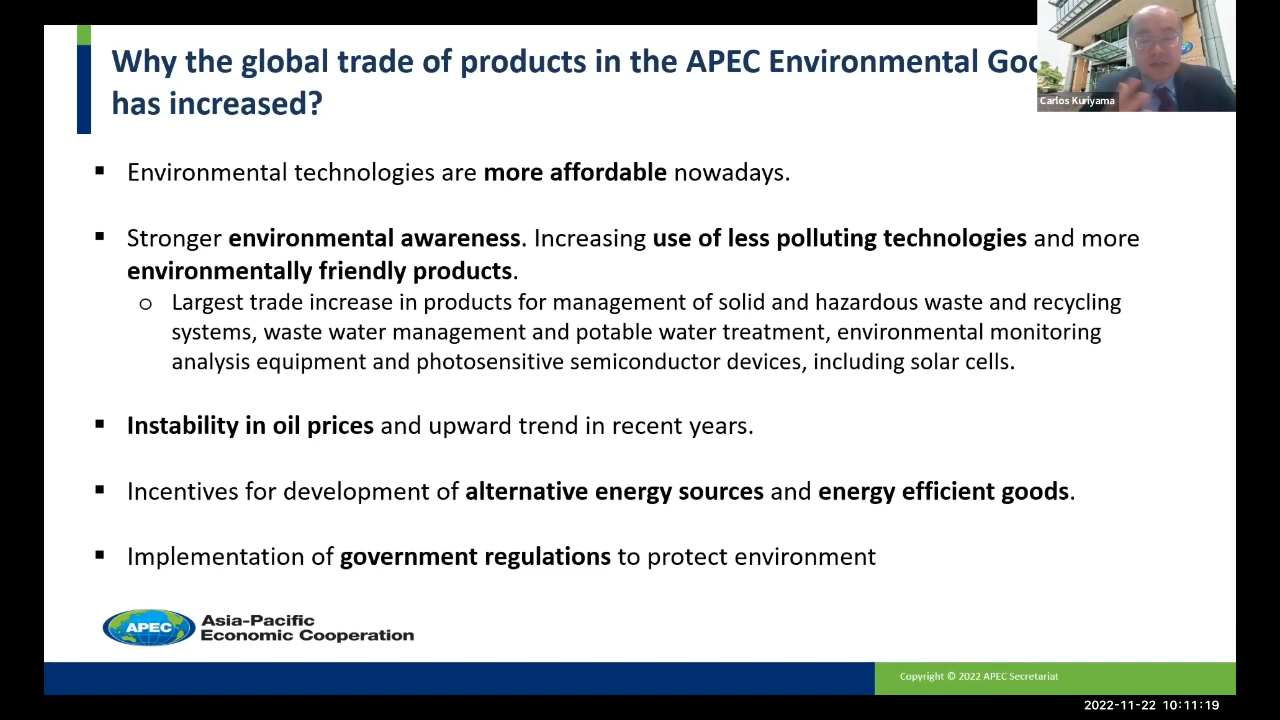 Why the global trade of products in the APEC Environmental
has increased?
Carlos Kuriyama
▪ Environmental technologies are more affordable nowadays.
▪ Stronger environmental awareness. Increasing use of less polluting technologies and more
environmentally friendly products.
o Largest trade increase in products for management of solid and hazardous waste and recycling
systems, waste water management and potable water treatment, environmental monitoring
analysis equipment and photosensitive semiconductor devices, including solar cells.
▪ Instability in oil prices and upward trend in recent years.
▪ Incentives for development of alternative energy sources and energy efficient goods.
▪ Implementation of government regulations to protect environment
APEC
Asia-Pacific
Economic Cooperation
Copyright © 2022 APEC Secretariat
2022-11-22 10:11:19